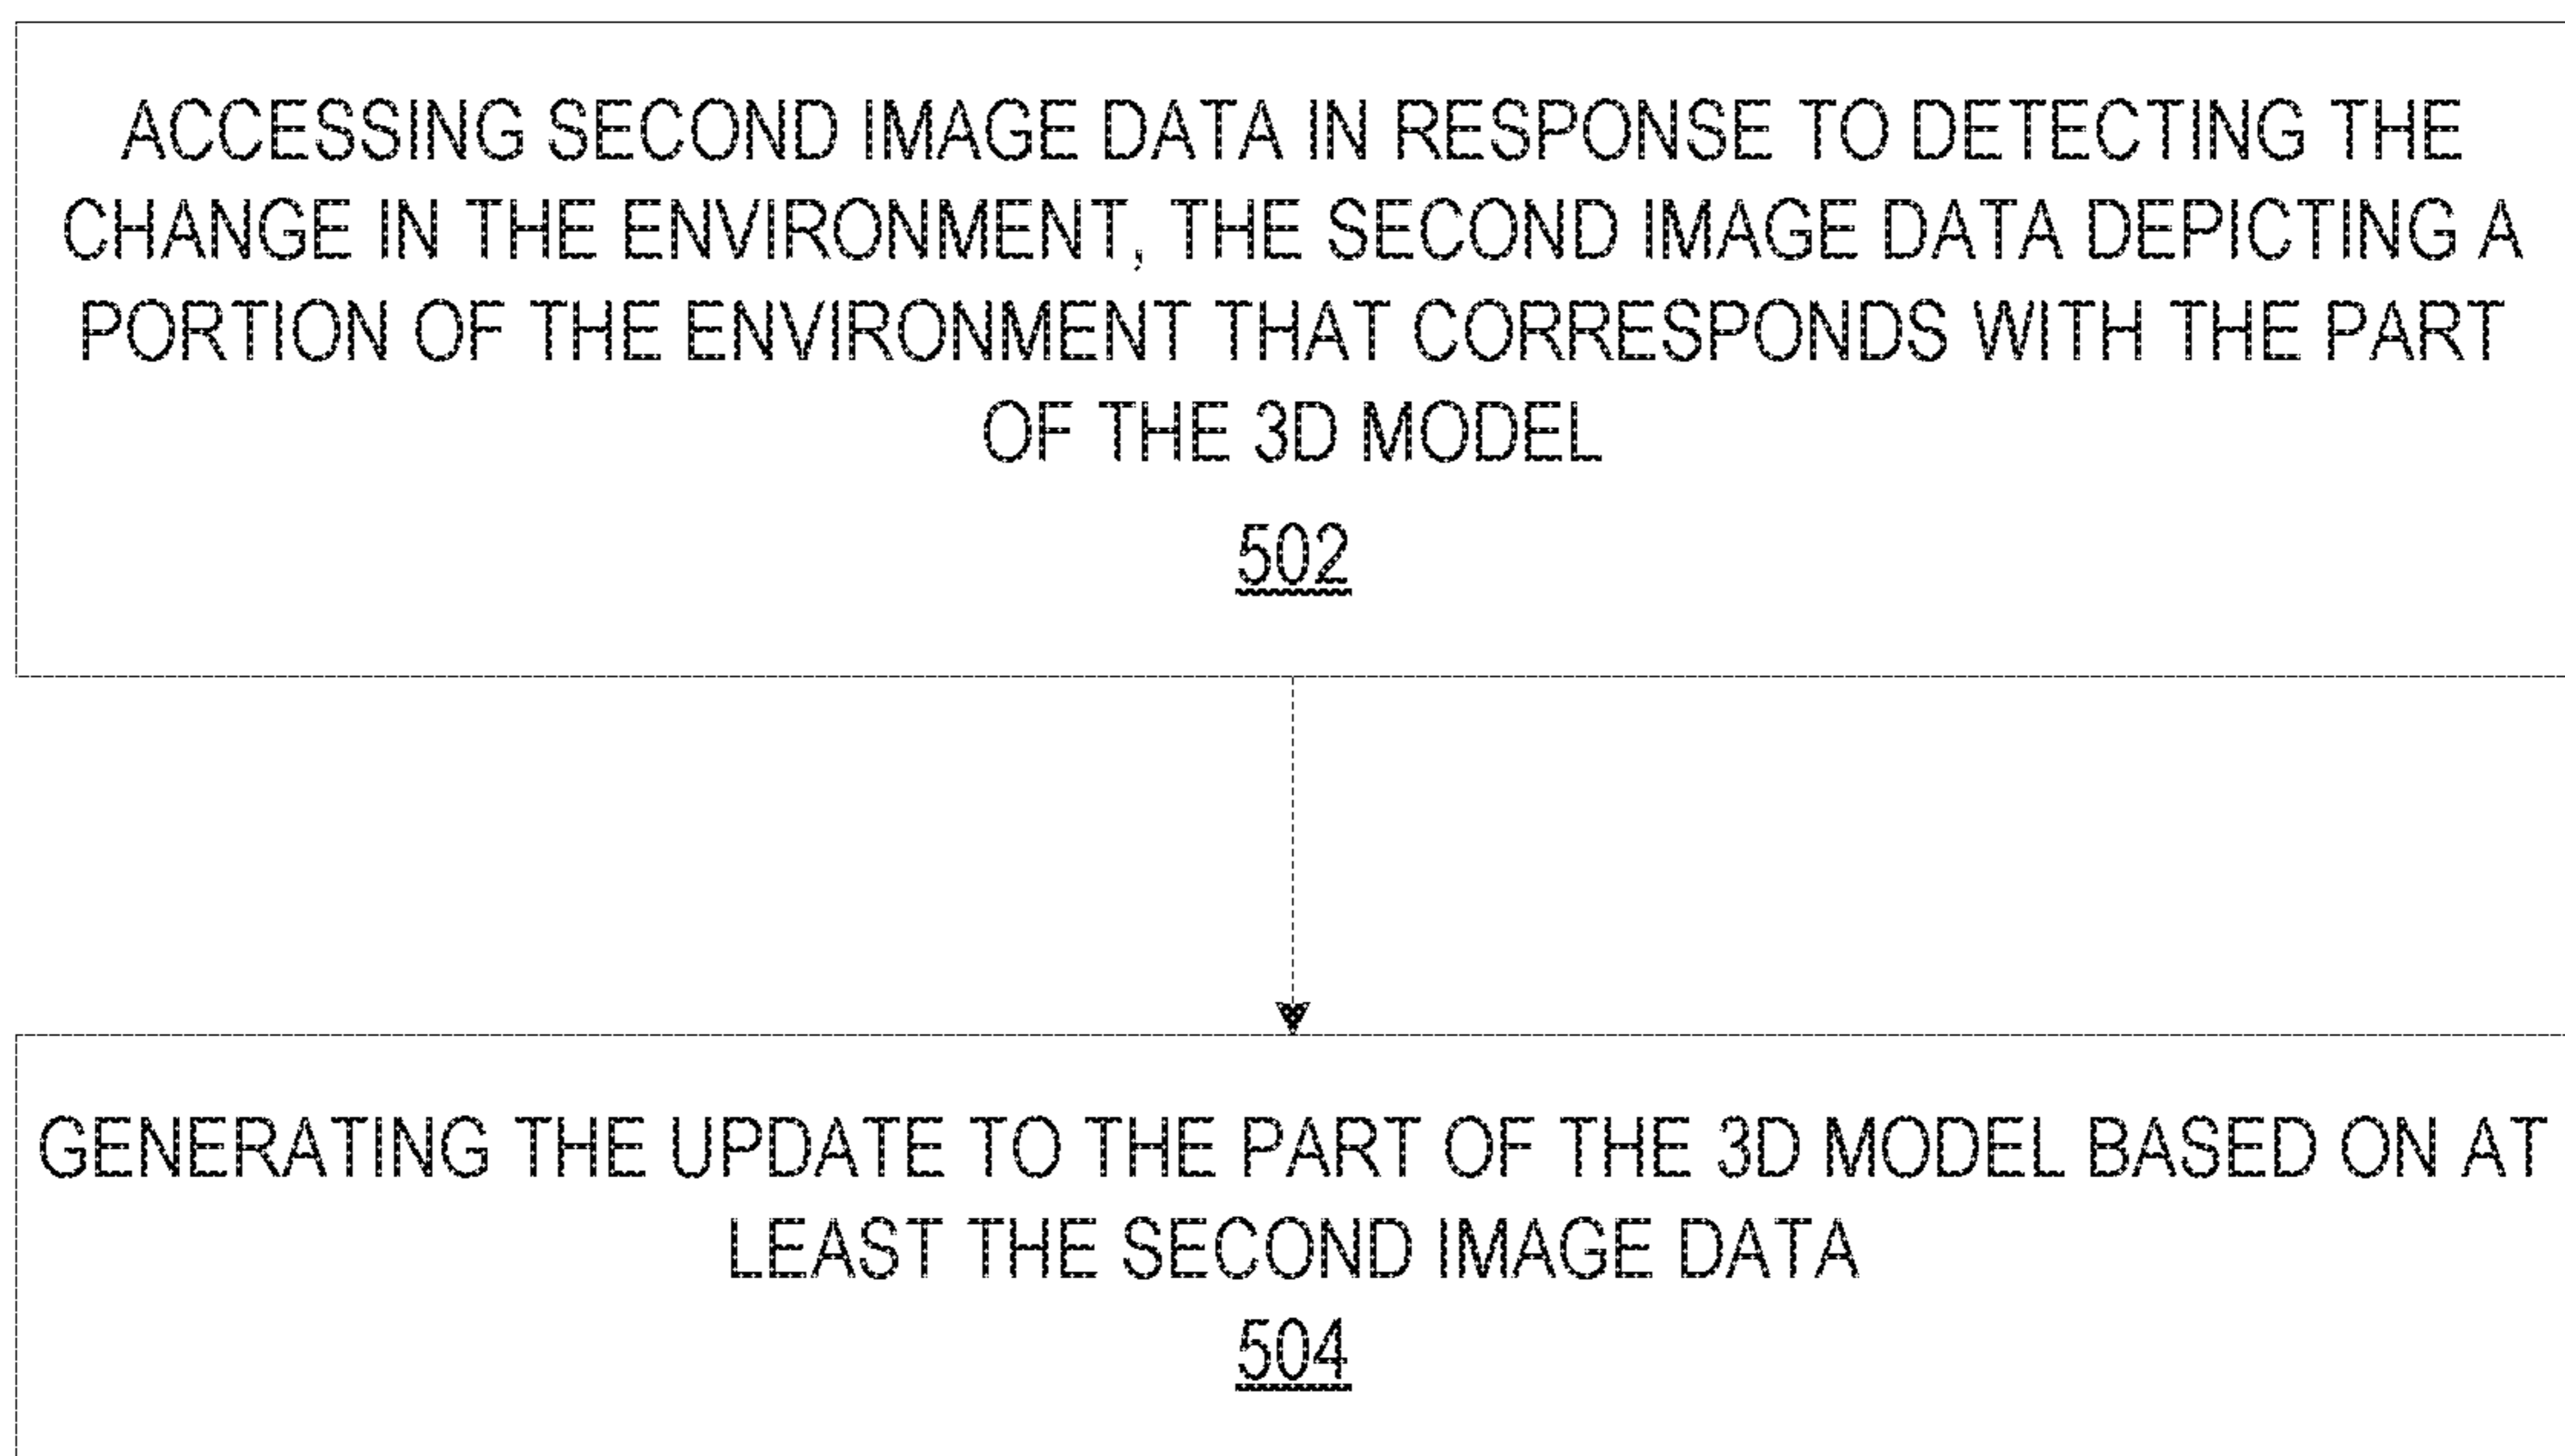 ACCESSING SECOND IMAGE DATA IN RESPONSE TO DETECTING THE
CHANGE IN THE ENVIRONMENT, THE SECOND IMAGE DATA DEPICTING A
PORTION OF THE ENVIRONMENT THAT CORRESPONDS WITH THE PART
OF THE 3D MODEL
502
GENERATING THE UPDATE TO THE PART OF THE 3D MODEL BASED ON AT
LEAST THE SECOND IMAGE DATA
504